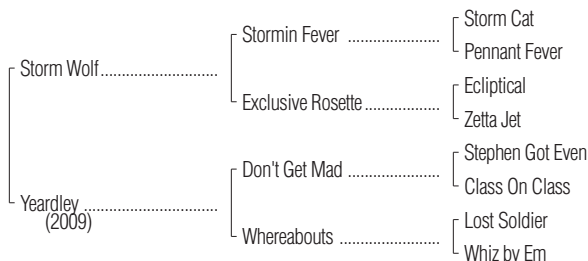 Storm Cat
Stormin Fever ......................
Pennant Fever
Storm Wolf............................
Ecliptical
Exclusive Rosette..................
Zetta Jet
Stephen Got Even
Don't Get Mad ......................
Class On Class
Yeardley ................................
(2009)
Lost Soldier
Whereabouts ........................
Whiz by Em